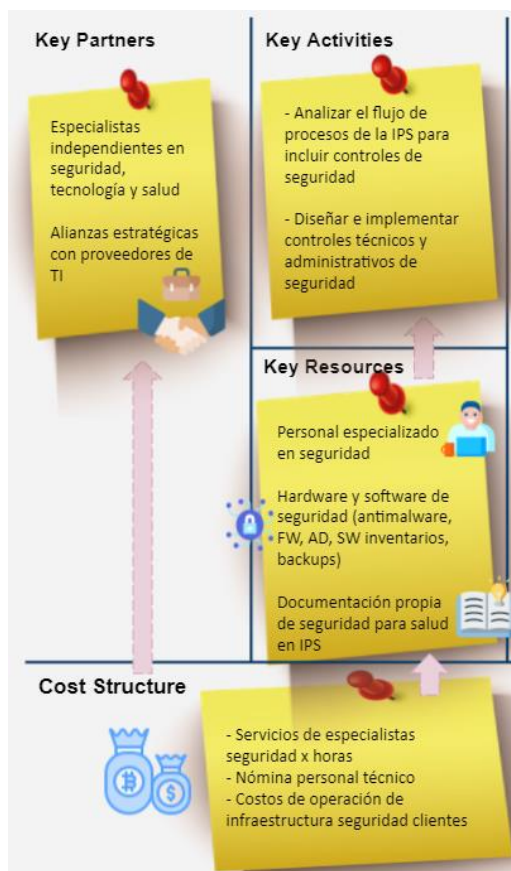 Key Partners
Especialistas
independientes en
seguridad,
tecnología y salud
Alianzas estratégicas
con proveedores de
TI
Key Activities
- Analizar el flujo de
procesos de la IPS para
incluir controles de
seguridad
- Diseñar e implementar
controles técnicos y
administrativos de
seguridad
Key Resources
Personal especializado
en seguridad
Hardware y software de
seguridad (antimalware,
FW, AD, SW inventarios,
backups)
Documentación propia
de seguridad para salud
en IPS
Cost Structure
- Servicios de especialistas
seguridad x horas
- Nómina personal técnico
- Costos de operación de
infraestructura seguridad clientes